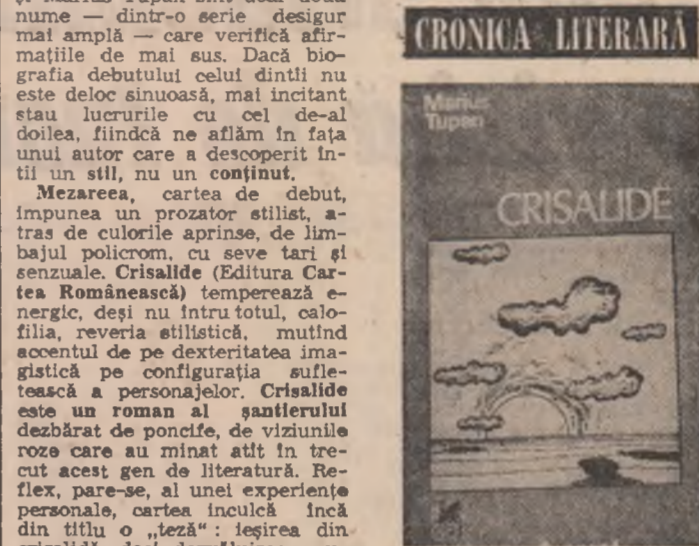 și Marius Tupan sînt doar două
nume — dintr-o serie desigur
mai amplă — care verifică afir-
mațiile de mai sus. Dacă bio-
grafia debutului celui dintîi nu
este deloc sinuoasă, mai incitant
stau lucrurile cu cel de-al
doilea, fiindcă ne aflăm în fața
unui autor care a descoperit în-
tîi un stil, nu un conținut.
Mezareea, cartea de debut,
impunea un prozator stilist, a-
tras de culorile aprinse, de lim-
bajul policrom, cu seve tari și
senzuale. Crisalide (Editura Car-
tea Românească) temperează e-
nergic, deși nu întru totul, calo-
filia, reveria stilistică, mutînd
accentul de pe dexteritatea ima-
gistică pe configurația sufle-
tească a personajelor. Crisalide
este un roman al șantierului
dezbărat de poncife, de viziunile
roze care au minat atît în tre-
cut acest gen de literatură. Re-
flex, pare-se, al unei experiențe
personale, cartea inculcă încă
din titlu o „teză“: ieșirea din
CRONICA LITERARĂ
Marius
Tupan
CRISALIDE